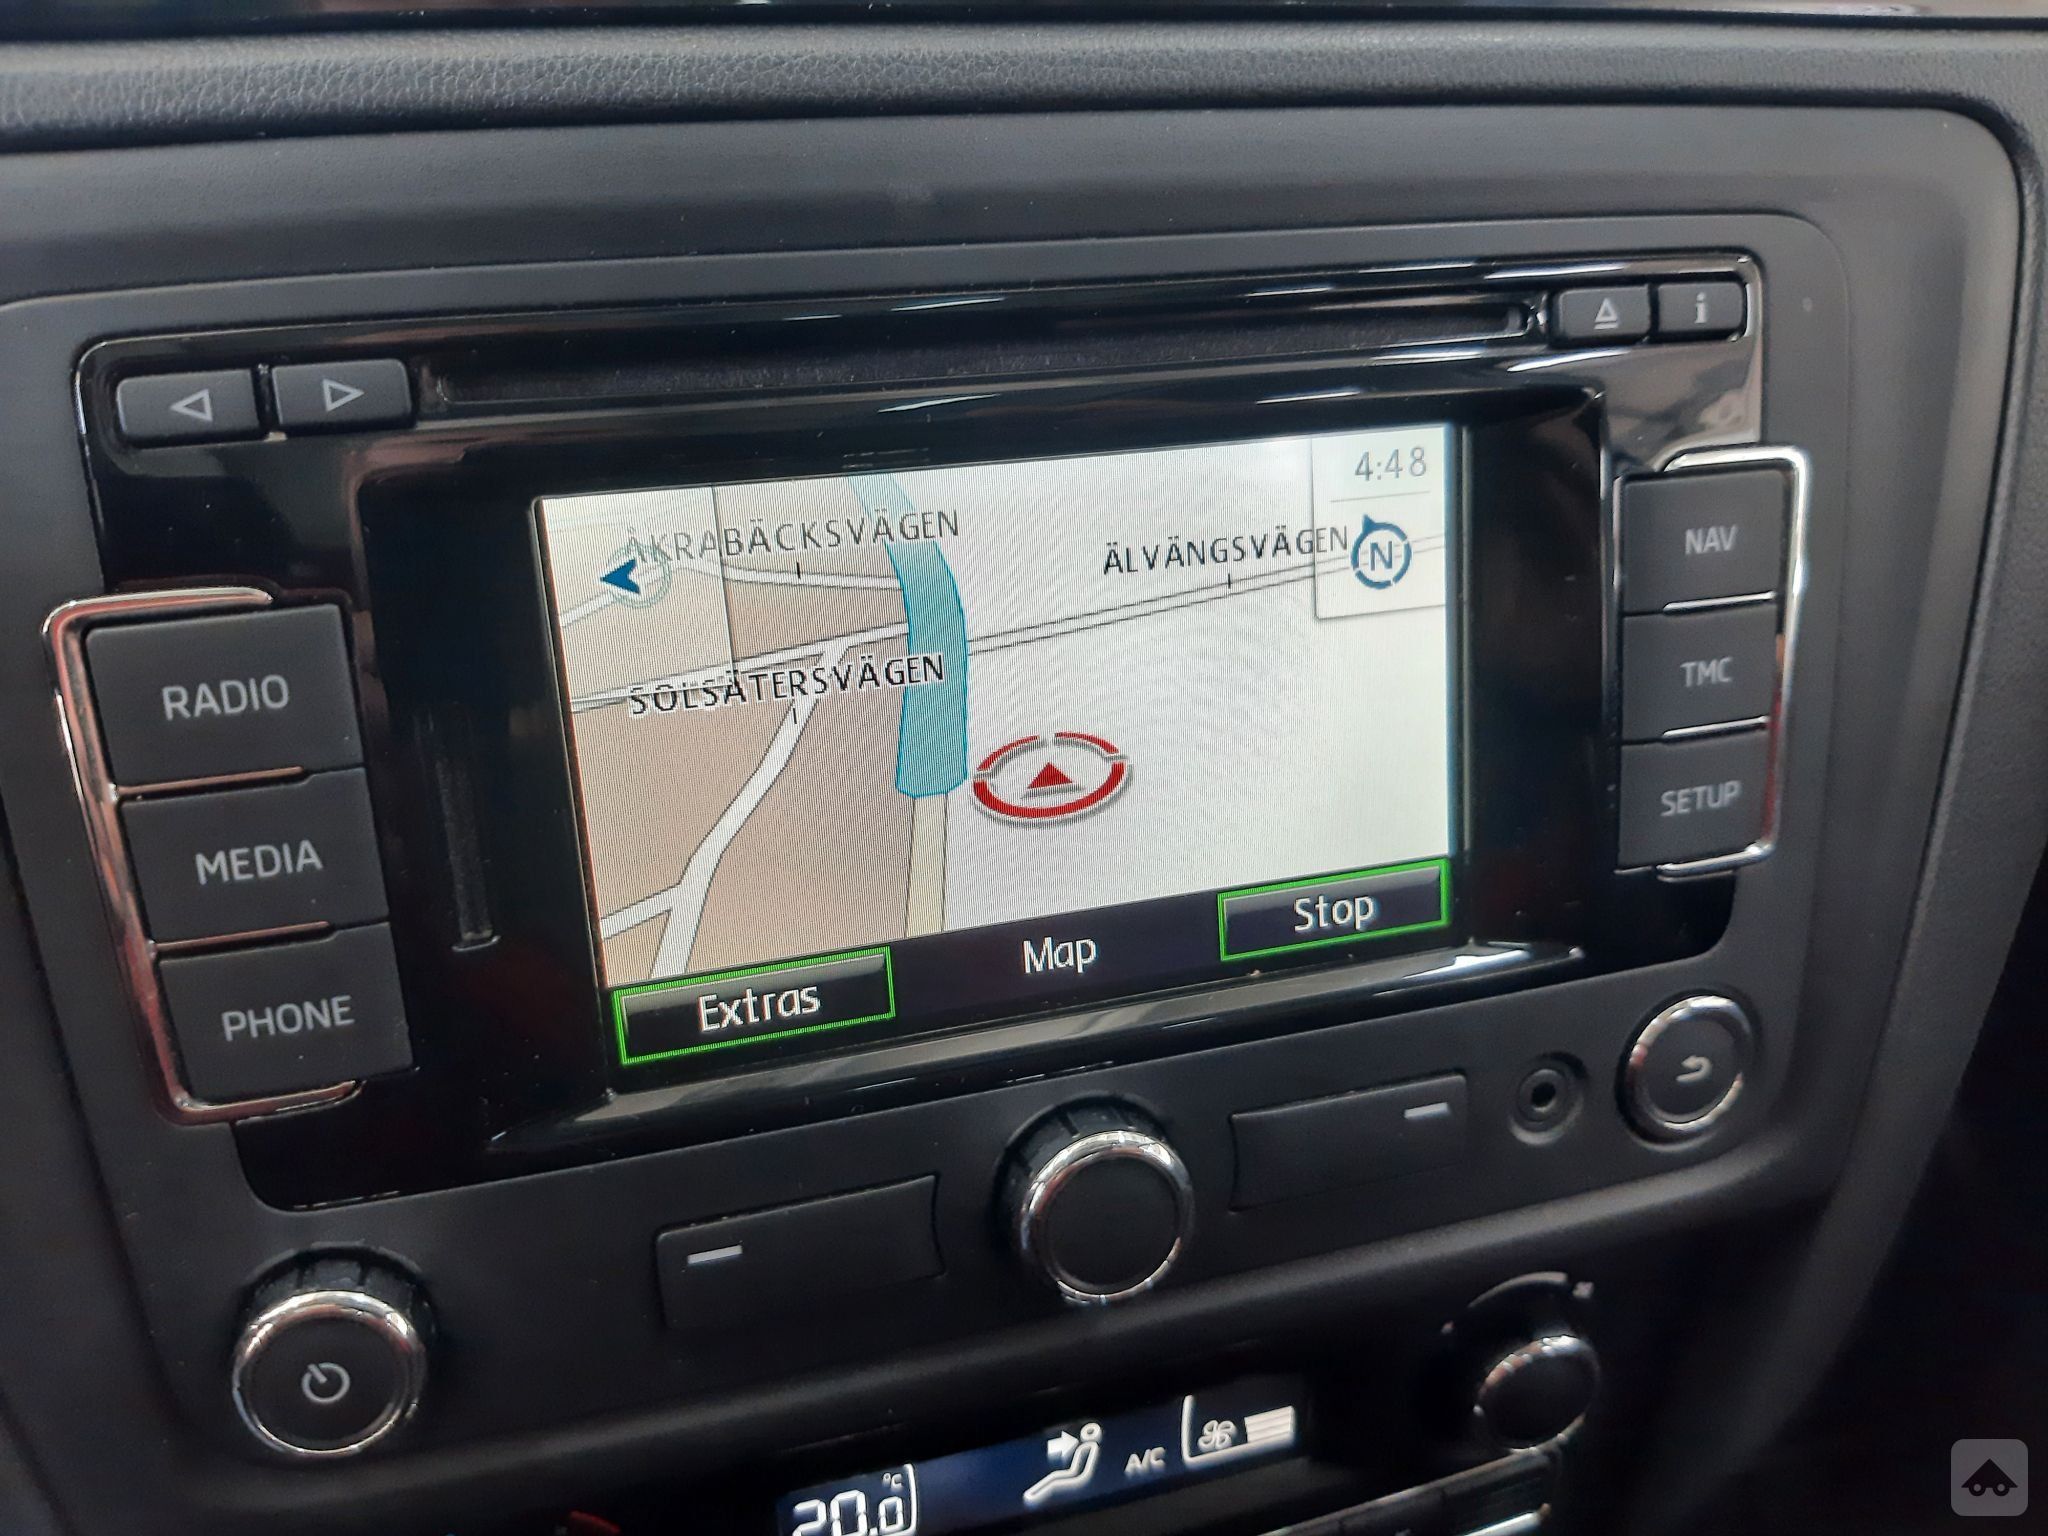 i
4:48
ÅKRABÄCKSVÄGEN
ÄLVÄNGSVÄGEN
N
NAV
RADIO
SOLSÄTERSVÄGEN
TMC
MEDIA
SETUP
Extras
Map
Stop
PHONE
20.0 °C
A/C